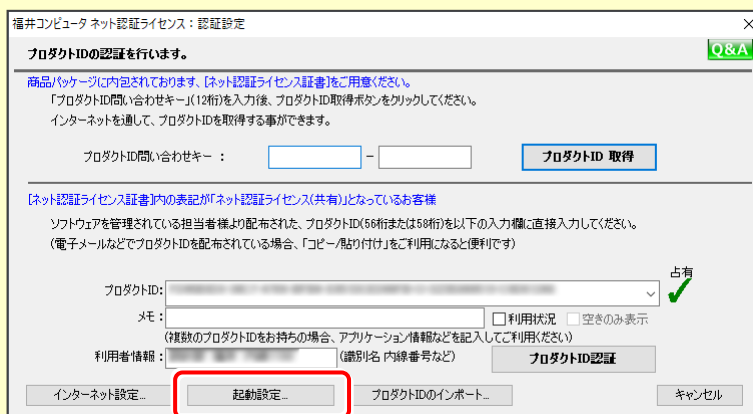 福井コンピュータ ネット認証ライセンス：認証設定
プロダクトIDの認証を行います。
Q&A
商品パッケージに内包されております、[ネット認証ライセンス証書]をご用意ください。
「プロダクトID問い合わせキー」(12桁)を入力後、プロダクトID取得ボタンをクリックしてください。
インターネットを通して、プロダクトIDを取得する事ができます。
プロダクトID問い合わせキー ： － プロダクトID 取得
[ネット認証ライセンス証書]内の表記が「ネット認証ライセンス(共有)」となっているお客様
ソフトウェアを管理されている担当者様より配布された、プロダクトID(56桁または58桁)を以下の入力欄に直接入力してください。
(電子メールなどでプロダクトIDを配布されている場合、「コピー/貼り付け」をご利用になると便利です)
占有
プロダクトID:
メモ： 利用状況 空きのみ表示
(複数のプロダクトIDをお持ちの場合、アプリケーション情報などを記入してご利用ください)
利用者情報： (識別名 内線番号など) プロダクトID認証
インターネット設定... 起動設定... プロダクトIDのインポート... キャンセル